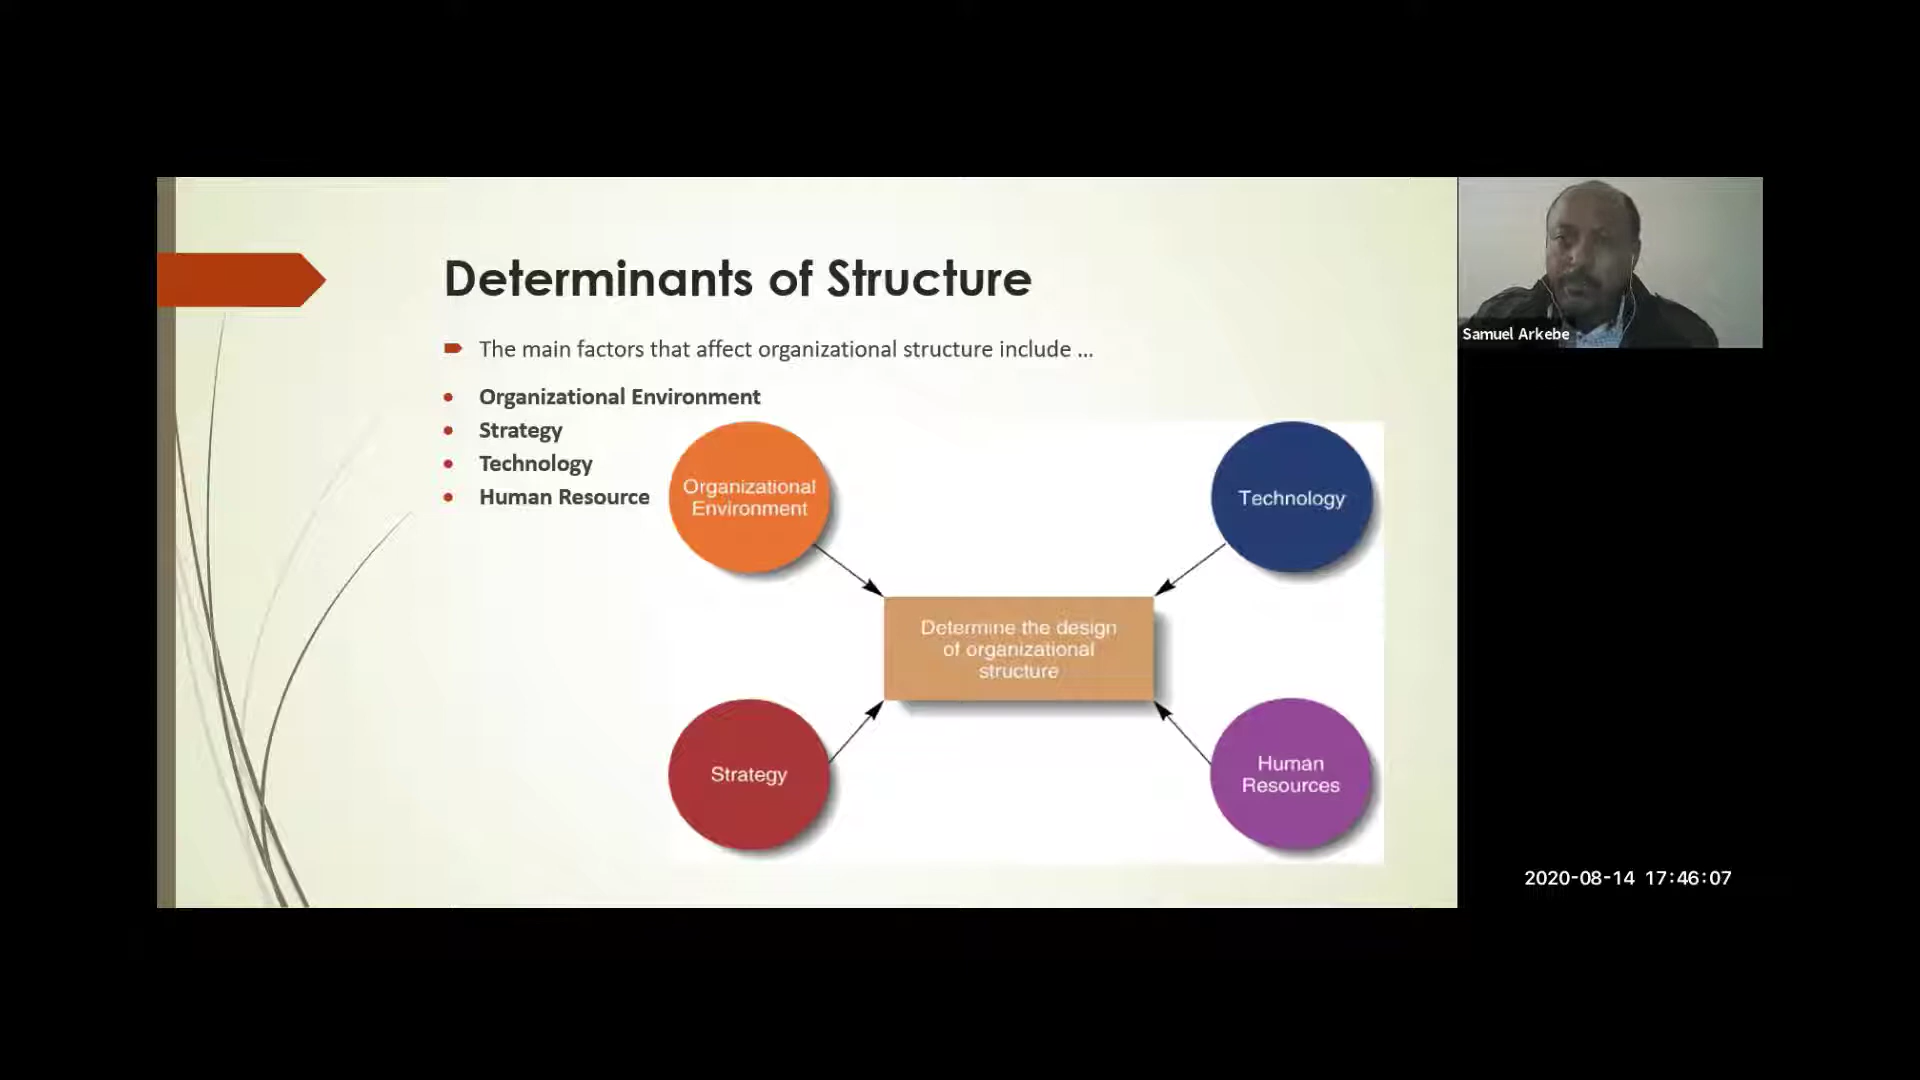 Determinants of Structure
The main factors that affect organizational structure include ...
Organizational Environment
Strategy
Technology
Human Resource
Organizational
Environment
Technology
Determine the design
of organizational
structure
Strategy
Human
Resources
Samuel Arkebe
2020-08-14 17:46:07